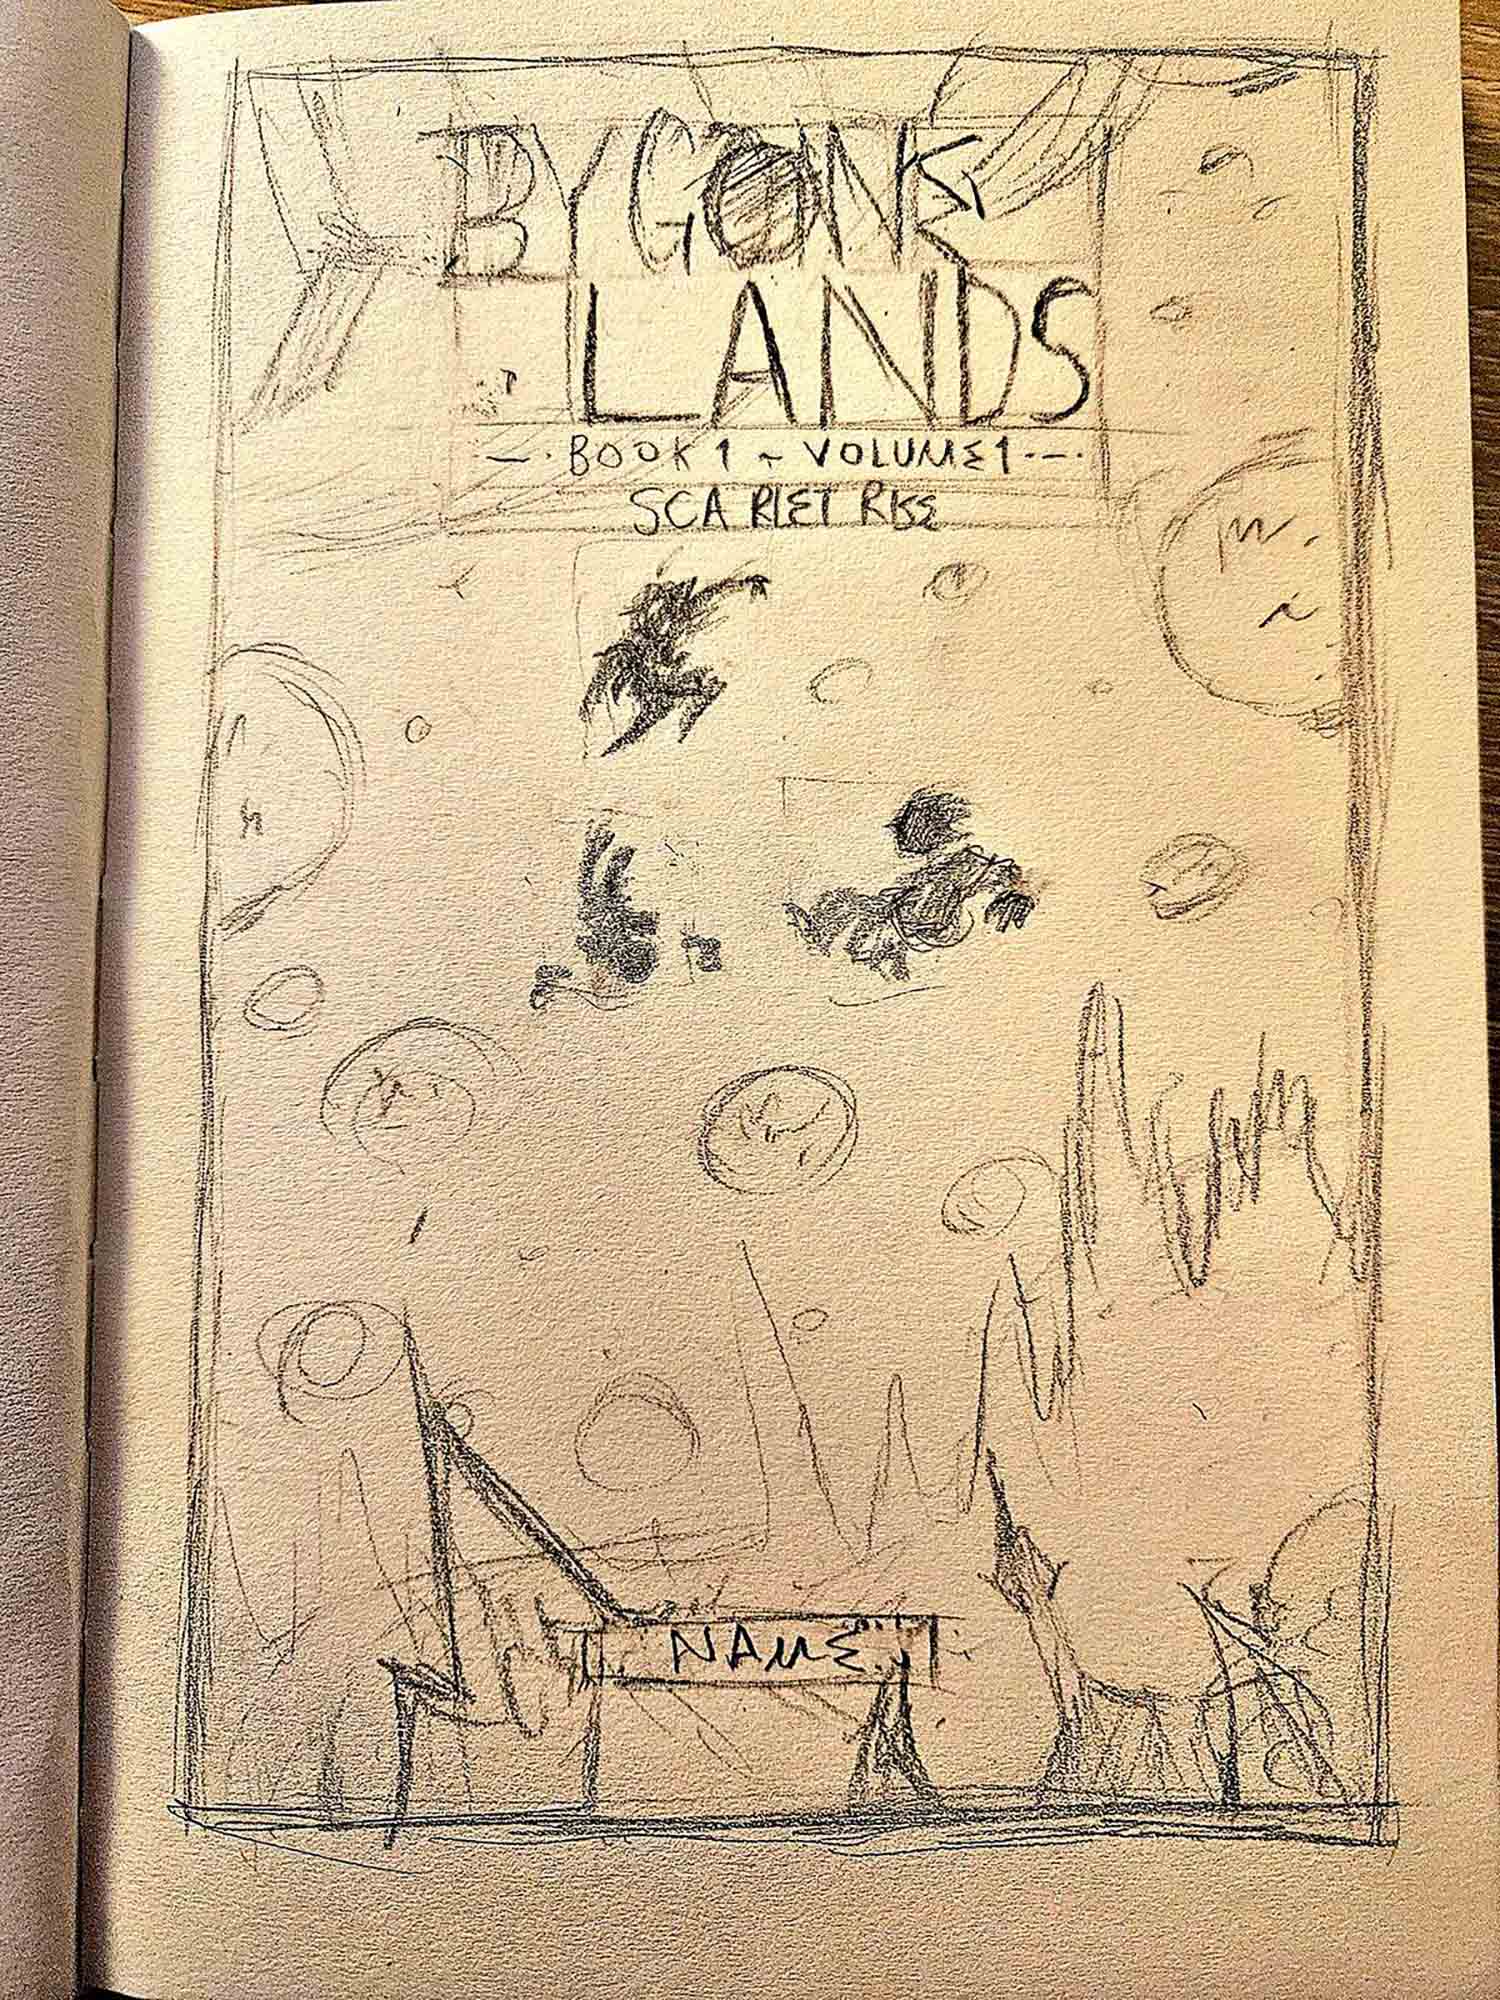 BYGONE
LANDS
—·BOOK 1 ~ VOLUME 1·—·
SCARLET RISE
NAME